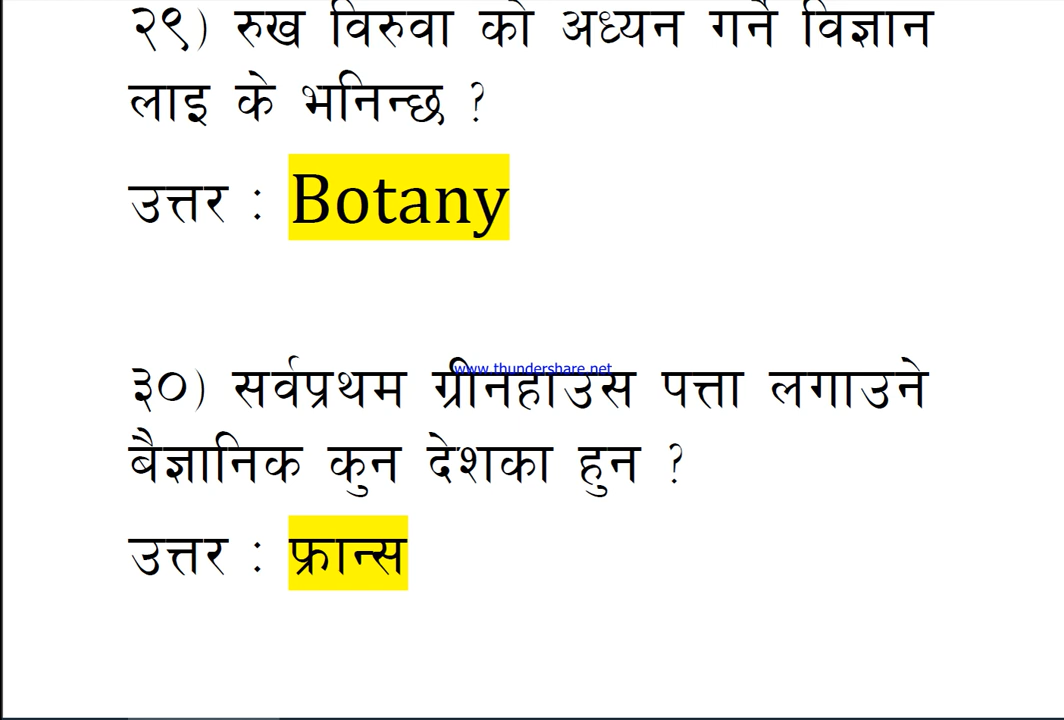 २९) रुख विरुवा को अध्यन गर्ने विज्ञान
लाइ के भनिन्छ ?
उत्तर : Botany
www.thundershare.net
३०) सर्वप्रथम ग्रीनहाउस पत्ता लगाउने
बैज्ञानिक कुन देशका हुन ?
उत्तर : फ्रान्स